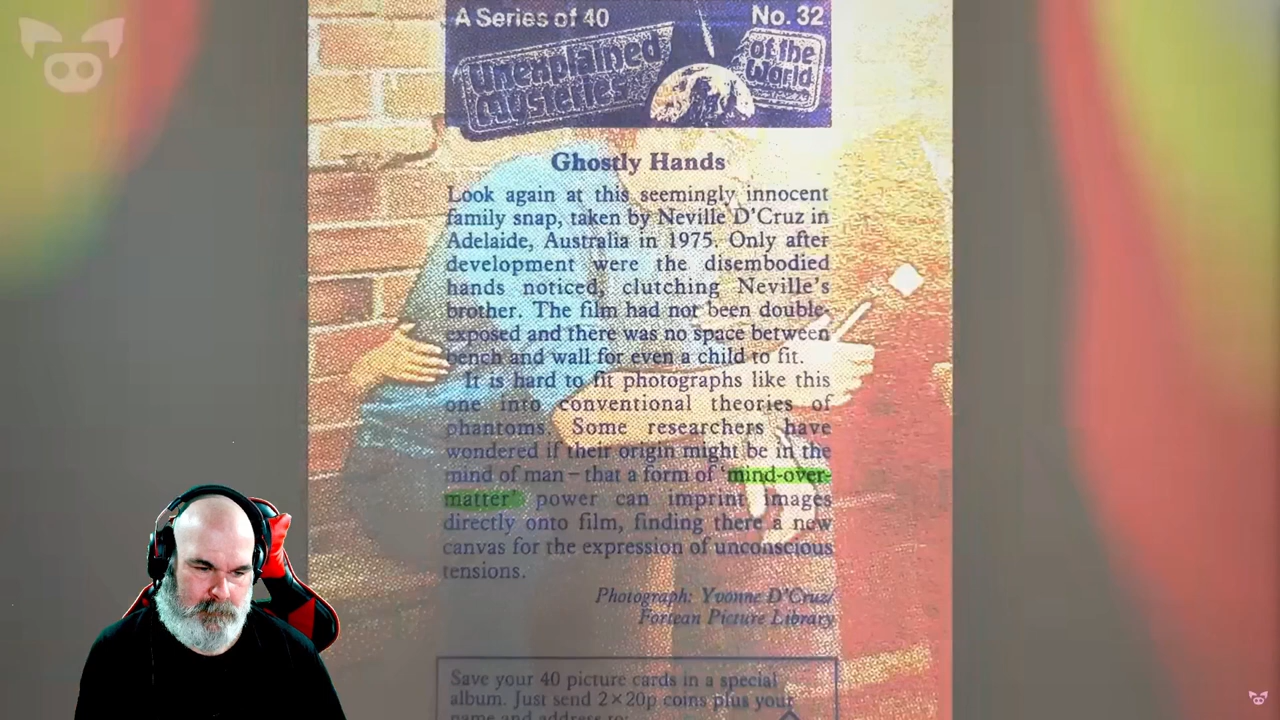 A Series of 40 No. 32
Unexplained Mysteries of the World
Ghostly Hands
Look again at this seemingly innocent
family snap, taken by Neville D'Cruz in
Adelaide, Australia in 1975. Only after
development were the disembodied
hands noticed, clutching Neville's
brother. The film had not been double-
exposed and there was no space between
bench and wall for even a child to fit.
It is hard to fit photographs like this
one into conventional theories of
phantoms. Some researchers have
wondered if their origin might be in the
mind of man – that a form of 'mind-over-
matter' power can imprint images
directly onto film, finding there a new
canvas for the expression of unconscious
tensions.
Photograph: Yvonne D'Cruz/
Fortean Picture Library
Save your 40 picture cards in a special
album. Just send 2×20p coins plus your
name and address to: